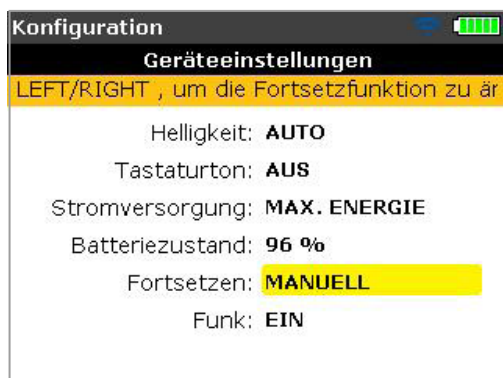 Konfiguration
Geräteeinstellungen
LEFT/RIGHT , um die Fortsetzfunktion zu är
Helligkeit: AUTO
Tastaturton: AUS
Stromversorgung: MAX. ENERGIE
Batteriezustand: 96 %
Fortsetzen: MANUELL
Funk: EIN